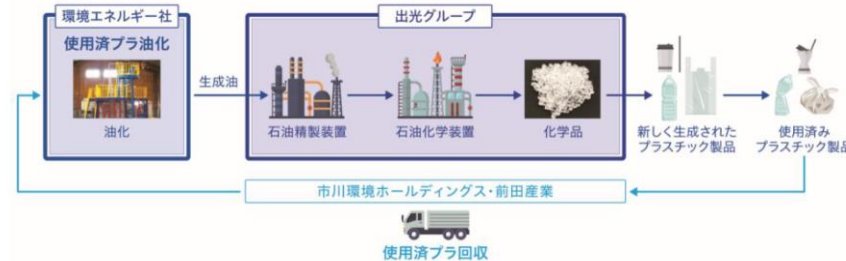 環境エネルギー社
出光グループ
使用済プラ油化
生成油
油化
石油精製装置
石油化学装置
化学品
新しく生成された
プラスチック製品
使用済み
プラスチック製品
市川環境ホールディングス・前田産業
使用済プラ回収